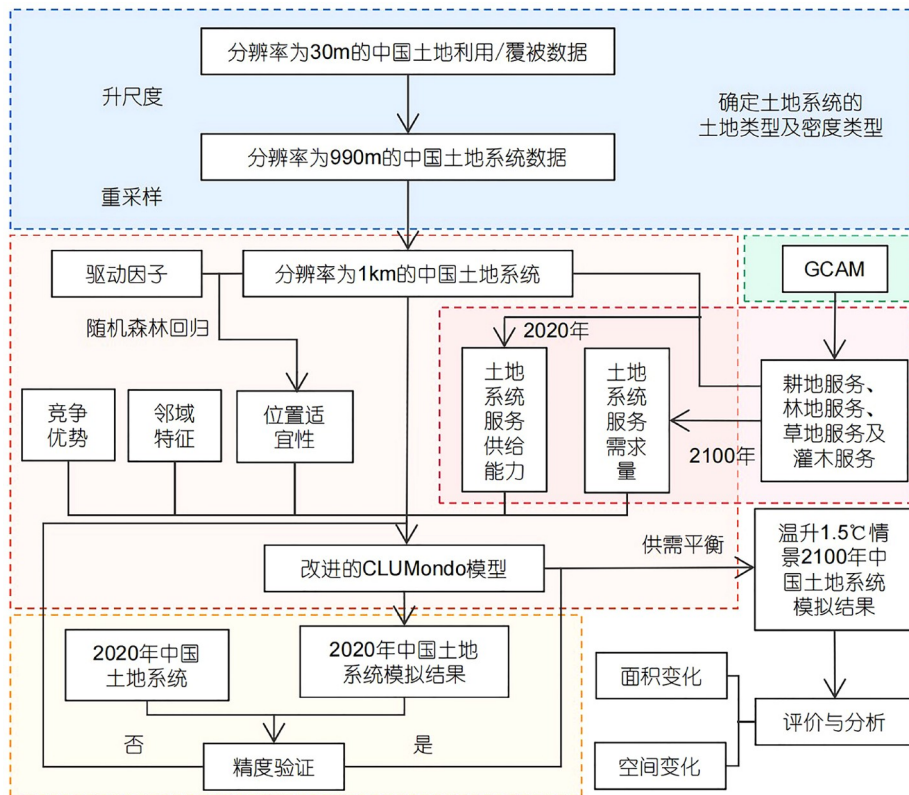 分辨率为30m的中国土地利用/覆被数据
升尺度
确定土地系统的
土地类型及密度类型
分辨率为990m的中国土地系统数据
重采样
驱动因子
分辨率为1km的中国土地系统
GCAM
随机森林回归
2020年
竞争
优势
邻域
特征
位置适
宜性
土地
系统
服务
供给
能力
土地
系统
服务
需求
量
2100年
耕地服务、
林地服务、
草地服务及
灌木服务
改进的CLUMondo模型
供需平衡
温升1.5℃情
景2100年中
国土地系统
模拟结果
2020年中国
土地系统
2020年中国土地
系统模拟结果
面积变化
评价与分析
空间变化
否
是
精度验证